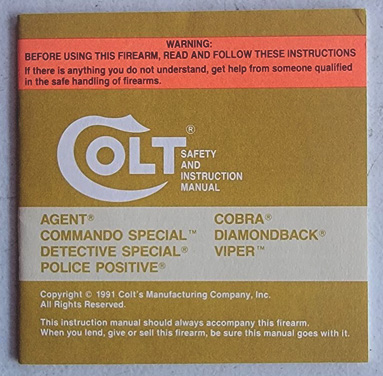 WARNING:
BEFORE USING THIS FIREARM, READ AND FOLLOW THESE INSTRUCTIONS
If there is anything you do not understand, get help from someone qualified
in the safe handling of firearms.
COLT®
SAFETY
AND
INSTRUCTION
MANUAL
AGENT®
COMMANDO SPECIAL™
DETECTIVE SPECIAL®
POLICE POSITIVE®
COBRA®
DIAMONDBACK®
VIPER™
Copyright © 1991 Colt's Manufacturing Company, Inc.
All Rights Reserved.
This instruction manual should always accompany this firearm.
When you lend, give or sell this firearm, be sure this manual goes with it.